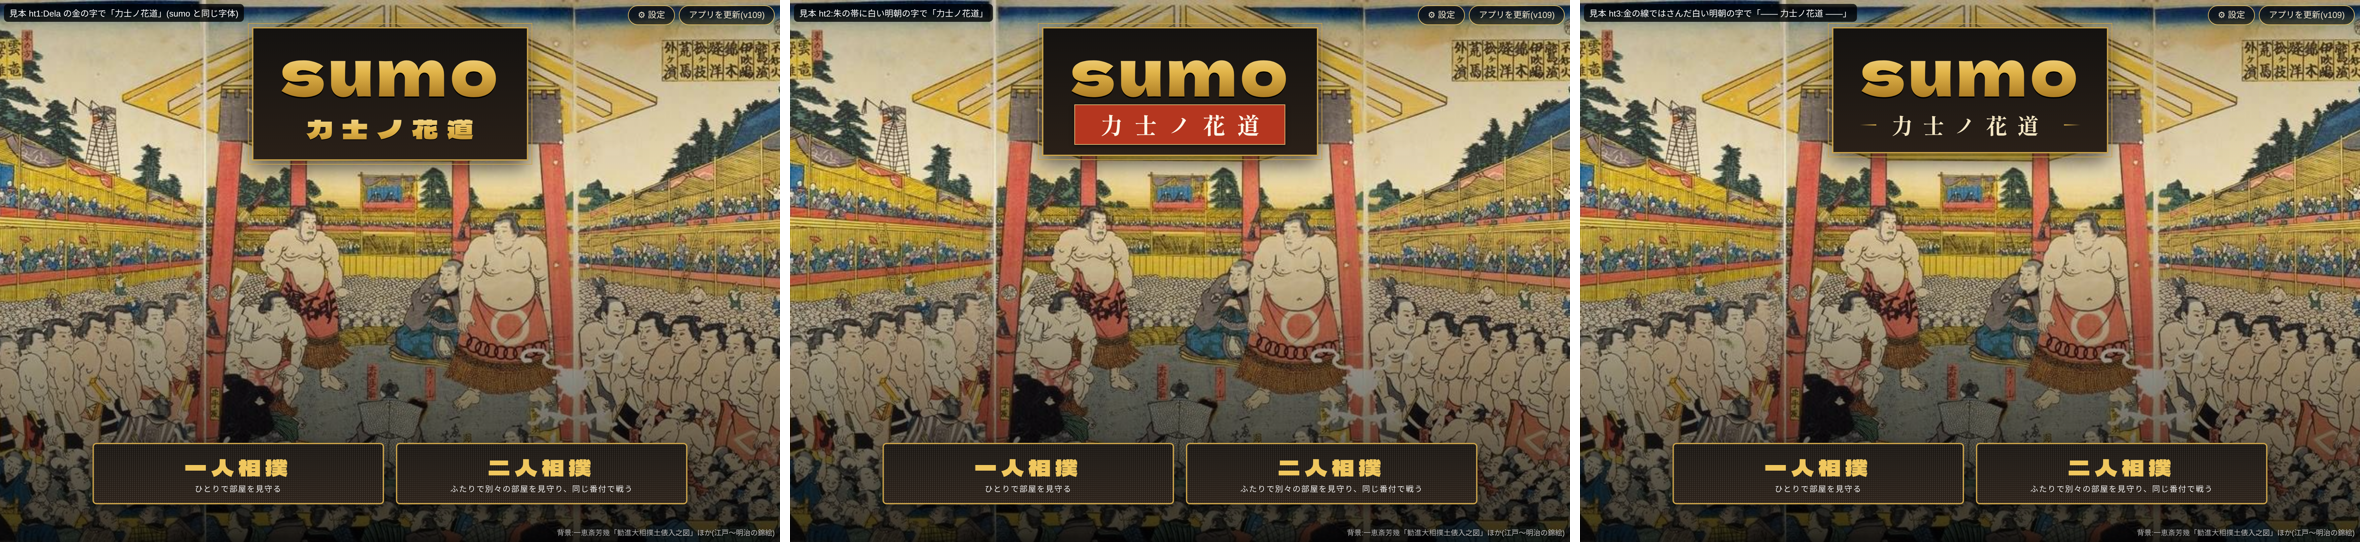 見本 ht1:Dela の金の字で「力士ノ花道」(sumo と同じ字体)
⚙ 設定
アプリを更新(v109)
sumo
力士ノ花道
一人相撲
ひとりで部屋を見守る
二人相撲
ふたりで別々の部屋を見守り、同じ番付で戦う
背景:一恵斎芳幾「勧進大相撲土俵入之図」ほか(江戸〜明治の錦絵)
見本 ht2:朱の帯に白い明朝の字で「力士ノ花道」
⚙ 設定
アプリを更新(v109)
sumo
力士ノ花道
一人相撲
ひとりで部屋を見守る
二人相撲
ふたりで別々の部屋を見守り、同じ番付で戦う
背景:一恵斎芳幾「勧進大相撲土俵入之図」ほか(江戸〜明治の錦絵)
見本 ht3:金の線ではさんだ白い明朝の字で「—— 力士ノ花道 ——」
⚙ 設定
アプリを更新(v109)
sumo
力士ノ花道
一人相撲
ひとりで部屋を見守る
二人相撲
ふたりで別々の部屋を見守り、同じ番付で戦う
背景:一恵斎芳幾「勧進大相撲土俵入之図」ほか(江戸〜明治の錦絵)